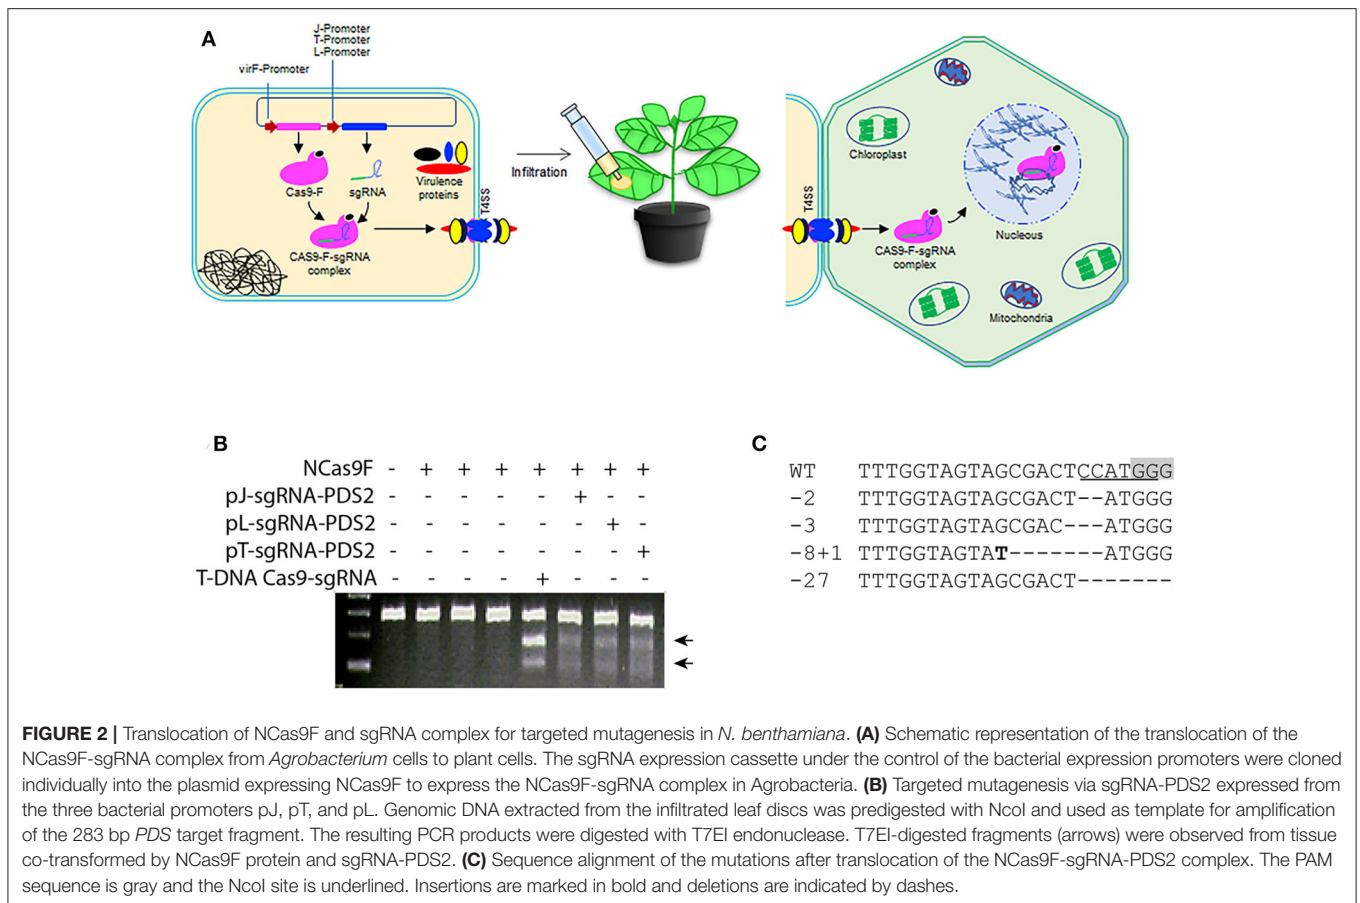 A
J-Promoter
T-Promoter
L-Promoter
virF-Promoter
Cas9-F
sgRNA
Virulence
proteins
T4SS
CAS9-F-sgRNA
complex
Infiltration
Chloroplast
T4SS
CAS9-F-sgRNA
complex
Nucleous
Mitochondria
B
NCas9F - + + + + + + +
pJ-sgRNA-PDS2 - - - - - + - -
pL-sgRNA-PDS2 - - - - - - + -
pT-sgRNA-PDS2 - - - - - - - +
T-DNA Cas9-sgRNA - - - - + - - -
C
WT TTTGGTAGTAGCGACTCCATGGG
-2 TTTGGTAGTAGCGACT--ATGGG
-3 TTTGGTAGTAGCGAC---ATGGG
-8+1 TTTGGTAGTAT-------ATGGG
-27 TTTGGTAGTAGCGACT-------
FIGURE 2 | Translocation of NCas9F and sgRNA complex for targeted mutagenesis in N. benthamiana. (A) Schematic representation of the translocation of the
NCas9F-sgRNA complex from Agrobacterium cells to plant cells. The sgRNA expression cassette under the control of the bacterial expression promoters were cloned
individually into the plasmid expressing NCas9F to express the NCas9F-sgRNA complex in Agrobacteria. (B) Targeted mutagenesis via sgRNA-PDS2 expressed from
the three bacterial promoters pJ, pT, and pL. Genomic DNA extracted from the infiltrated leaf discs was predigested with NcoI and used as template for amplification
of the 283 bp PDS target fragment. The resulting PCR products were digested with T7EI endonuclease. T7EI-digested fragments (arrows) were observed from tissue
co-transformed by NCas9F protein and sgRNA-PDS2. (C) Sequence alignment of the mutations after translocation of the NCas9F-sgRNA-PDS2 complex. The PAM
sequence is gray and the NcoI site is underlined. Insertions are marked in bold and deletions are indicated by dashes.